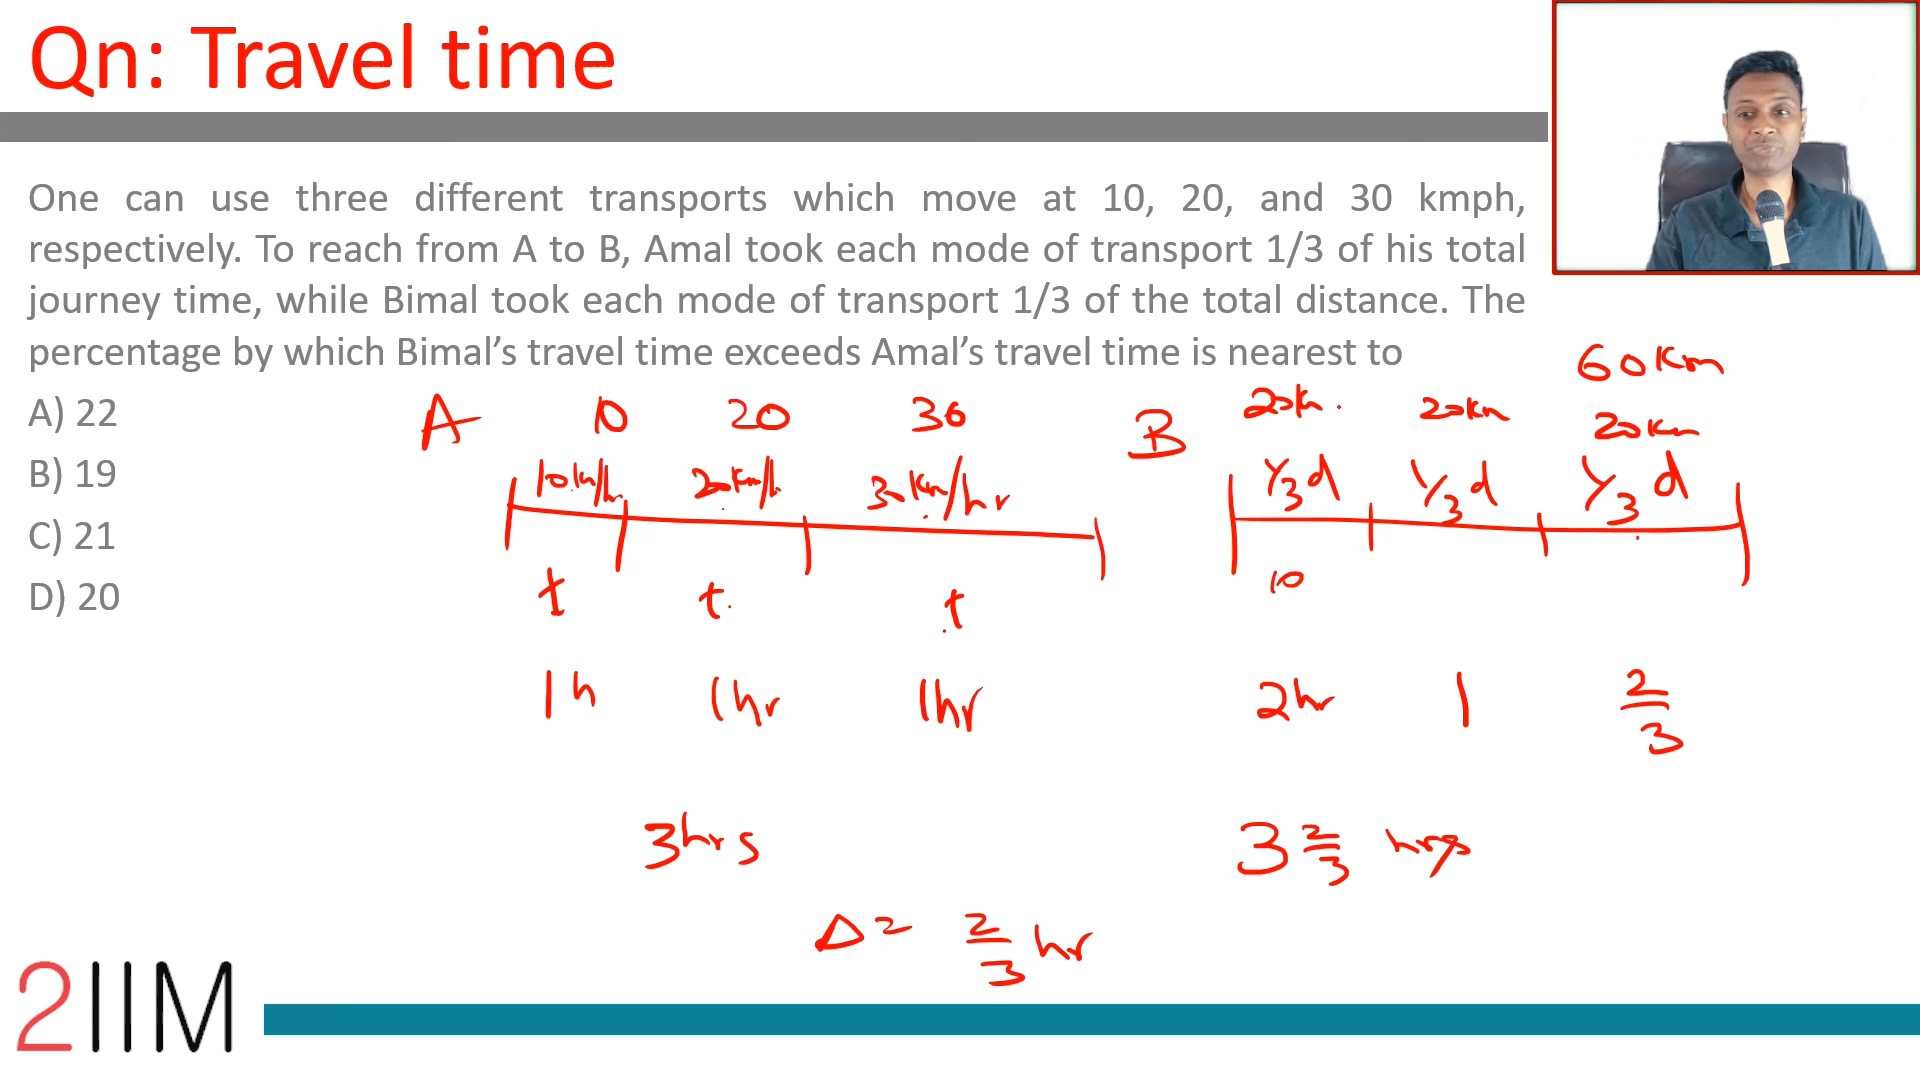 Qn: Travel time
One can use three different transports which move at 10, 20, and 30 kmph,
respectively. To reach from A to B, Amal took each mode of transport 1/3 of his total
journey time, while Bimal took each mode of transport 1/3 of the total distance. The
percentage by which Bimal’s travel time exceeds Amal’s travel time is nearest to
A) 22
B) 19
C) 21
D) 20
60km
A 10 20 30 B 20km 20km 20km
10km/hr 20km/h 30km/hr 1/3 d 1/3 d 1/3 d
t t t 10
1h 1hr 1hr 2hr 1 2/3
3hrs 3 2/3 hrs
Δ= 2/3 hr
2IIM